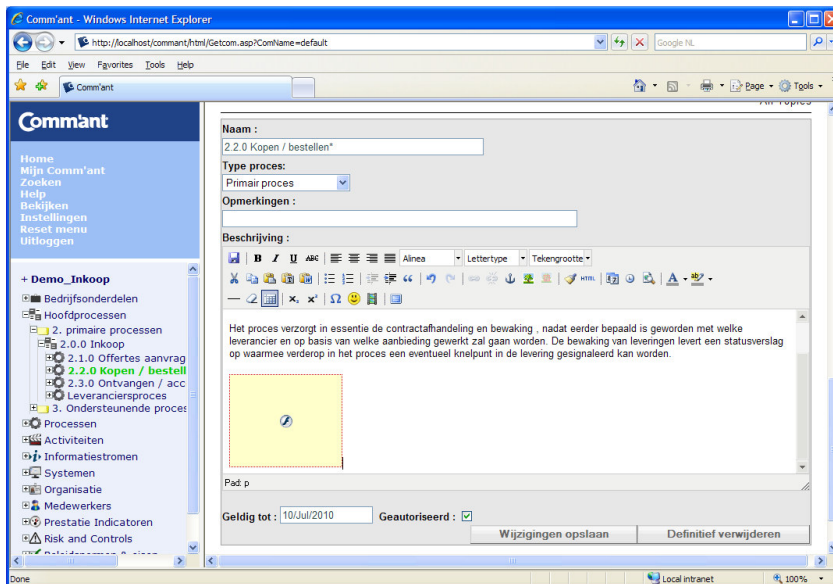 Comm'ant - Windows Internet Explorer
http://localhost/commant/html/Getcom.asp?ComName=default
Google NL
File Edit View Favorites Tools Help
Comm'ant
Page Tools
Comm'ant
Home
Mijn Comm'ant
Zoeken
Help
Bekijken
Instellingen
Reset menu
Uitloggen
+ Demo_Inkoop
Bedrijfsonderdelen
Hoofdprocessen
2. primaire processen
2.0.0 Inkoop
2.1.0 Offertes aanvrag
2.2.0 Kopen / bestell
2.3.0 Ontvangen / acc
Leveranciersproces
3. Ondersteunende proces
Processen
Activiteiten
Informatiestromen
Systemen
Organisatie
Medewerkers
Prestatie Indicatoren
Risk and Controls
Naam :
2.2.0 Kopen / bestellen*
Type proces:
Primair proces
Opmerkingen :
Beschrijving :
B I U ABC Alinea Lettertype Tekengrootte
HTML A ab
x, x² Ω
Het proces verzorgt in essentie de contractafhandeling en bewaking , nadat eerder bepaald is geworden met welke
leverancier en op basis van welke aanbieding gewerkt zal gaan worden. De bewaking van leveringen levert een statusverslag
op waarmee verderop in het proces een eventueel knelpunt in de levering gesignaleerd kan worden.
Pad: p
Geldig tot : 10/Jul/2010 Geautoriseerd :
Wijzigingen opslaan Definitief verwijderen
Done Local intranet 100%